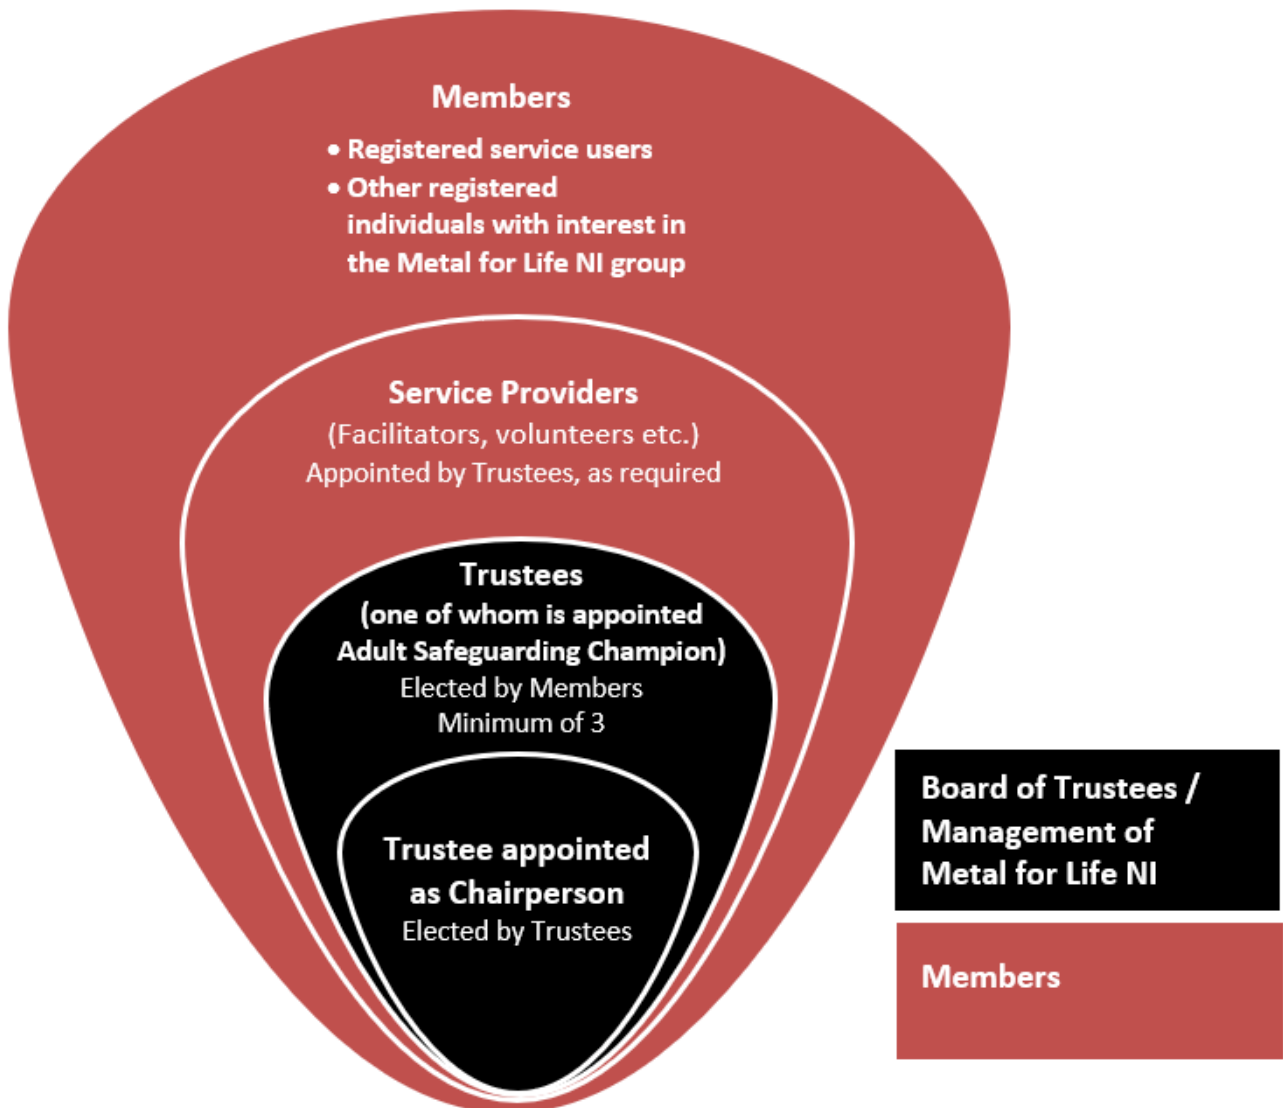 Members
• Registered service users
• Other registered
individuals with interest in
the Metal for Life NI group
Service Providers
(Facilitators, volunteers etc.)
Appointed by Trustees, as required
Trustees
(one of whom is appointed
Adult Safeguarding Champion)
Elected by Members
Minimum of 3
Trustee appointed
as Chairperson
Elected by Trustees
Board of Trustees /
Management of
Metal for Life NI
Members